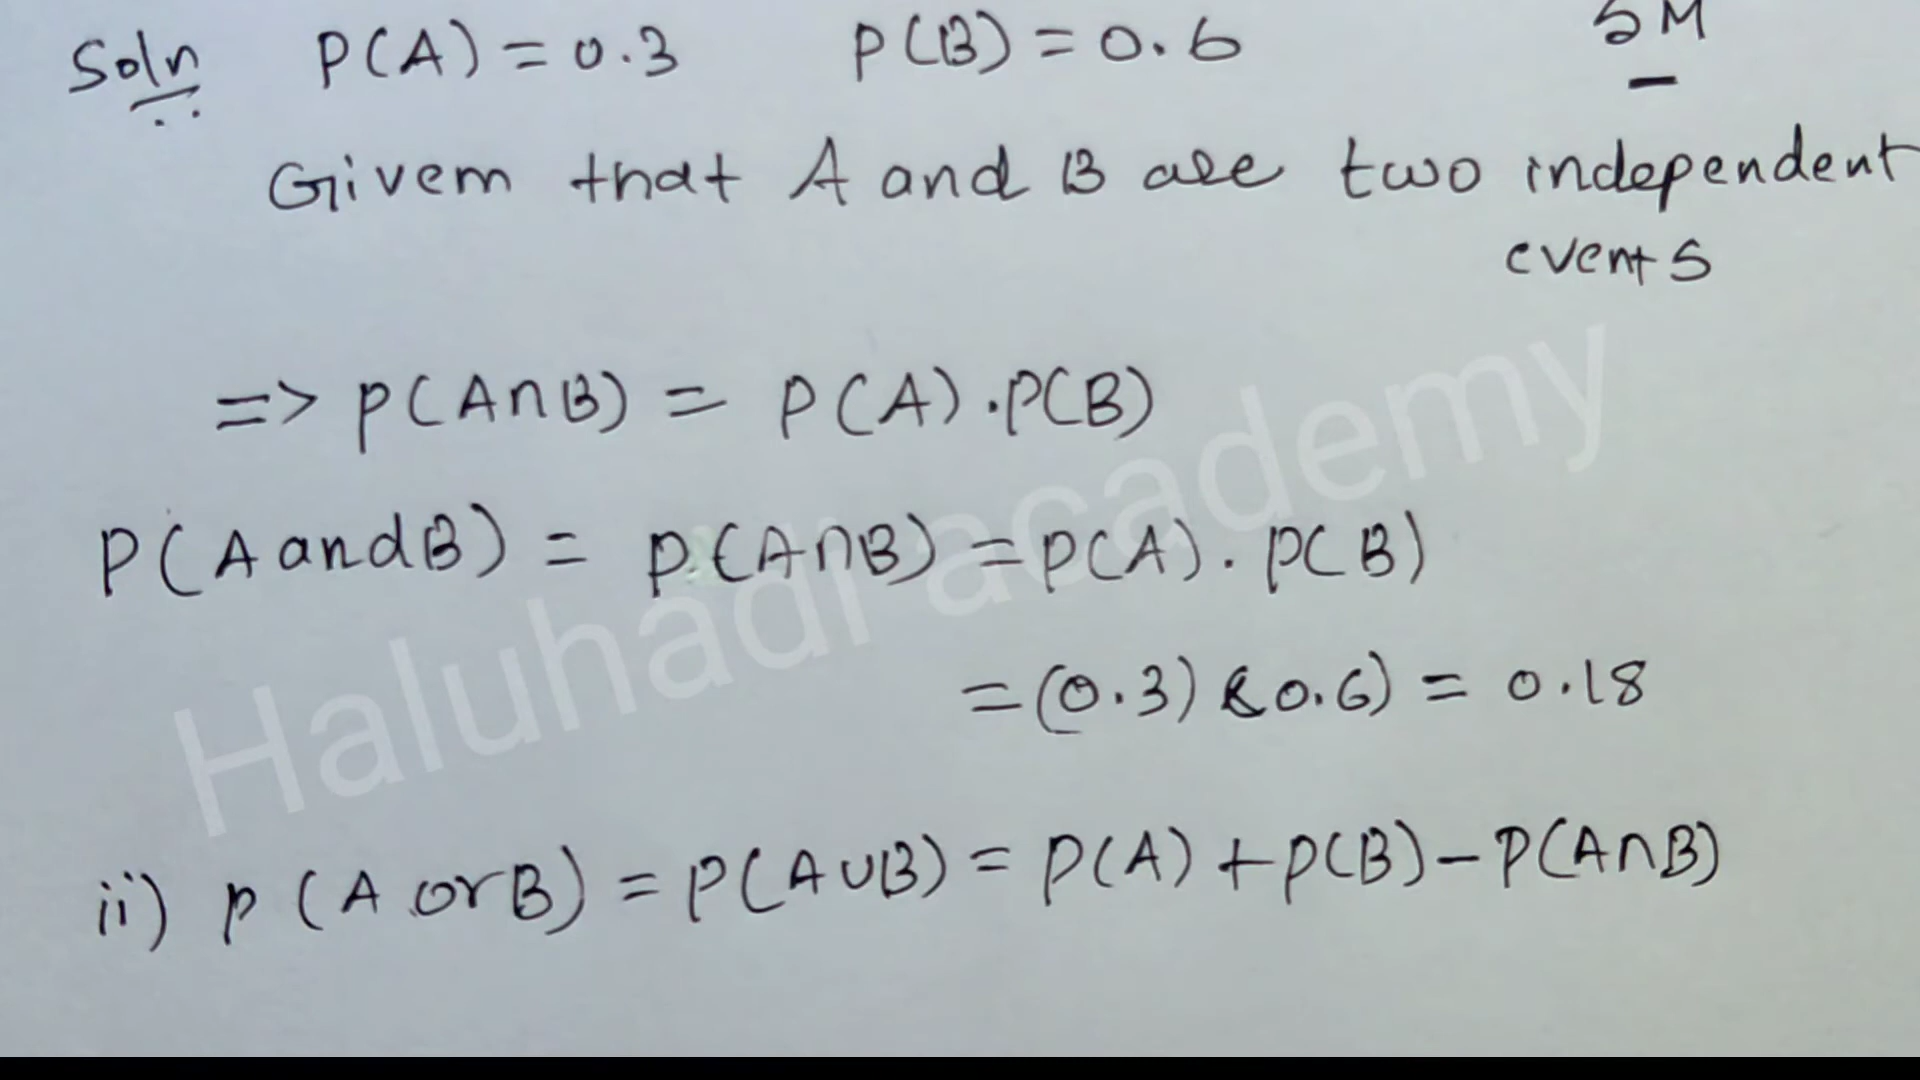 Soln P(A) = 0.3 P(B) = 0.6 5M
Givem that A and B are two independent
events
=> P(A∩B) = P(A) . P(B)
P(A and B) = P(A∩B) = P(A) . P(B)
= (0.3) (0.6) = 0.18
ii) P(A or B) = P(A∪B) = P(A) + P(B) – P(A∩B)
Haluhadi academy